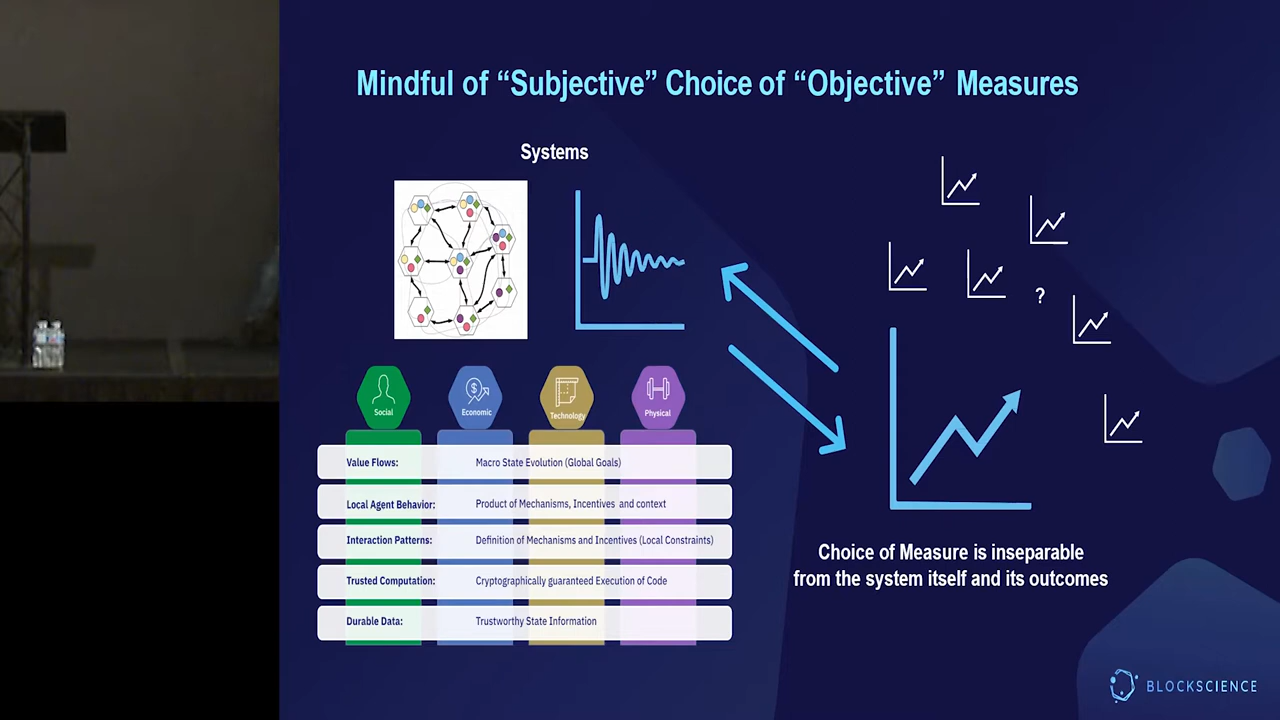 Mindful of “Subjective” Choice of “Objective” Measures
Systems
?
Social
Economic
Technology
Physical
Value Flows: Macro State Evolution (Global Goals)
Local Agent Behavior: Product of Mechanisms, Incentives and context
Interaction Patterns: Definition of Mechanisms and Incentives (Local Constraints)
Trusted Computation: Cryptographically guaranteed Execution of Code
Durable Data: Trustworthy State Information
Choice of Measure is inseparable
from the system itself and its outcomes
BLOCKSCIENCE